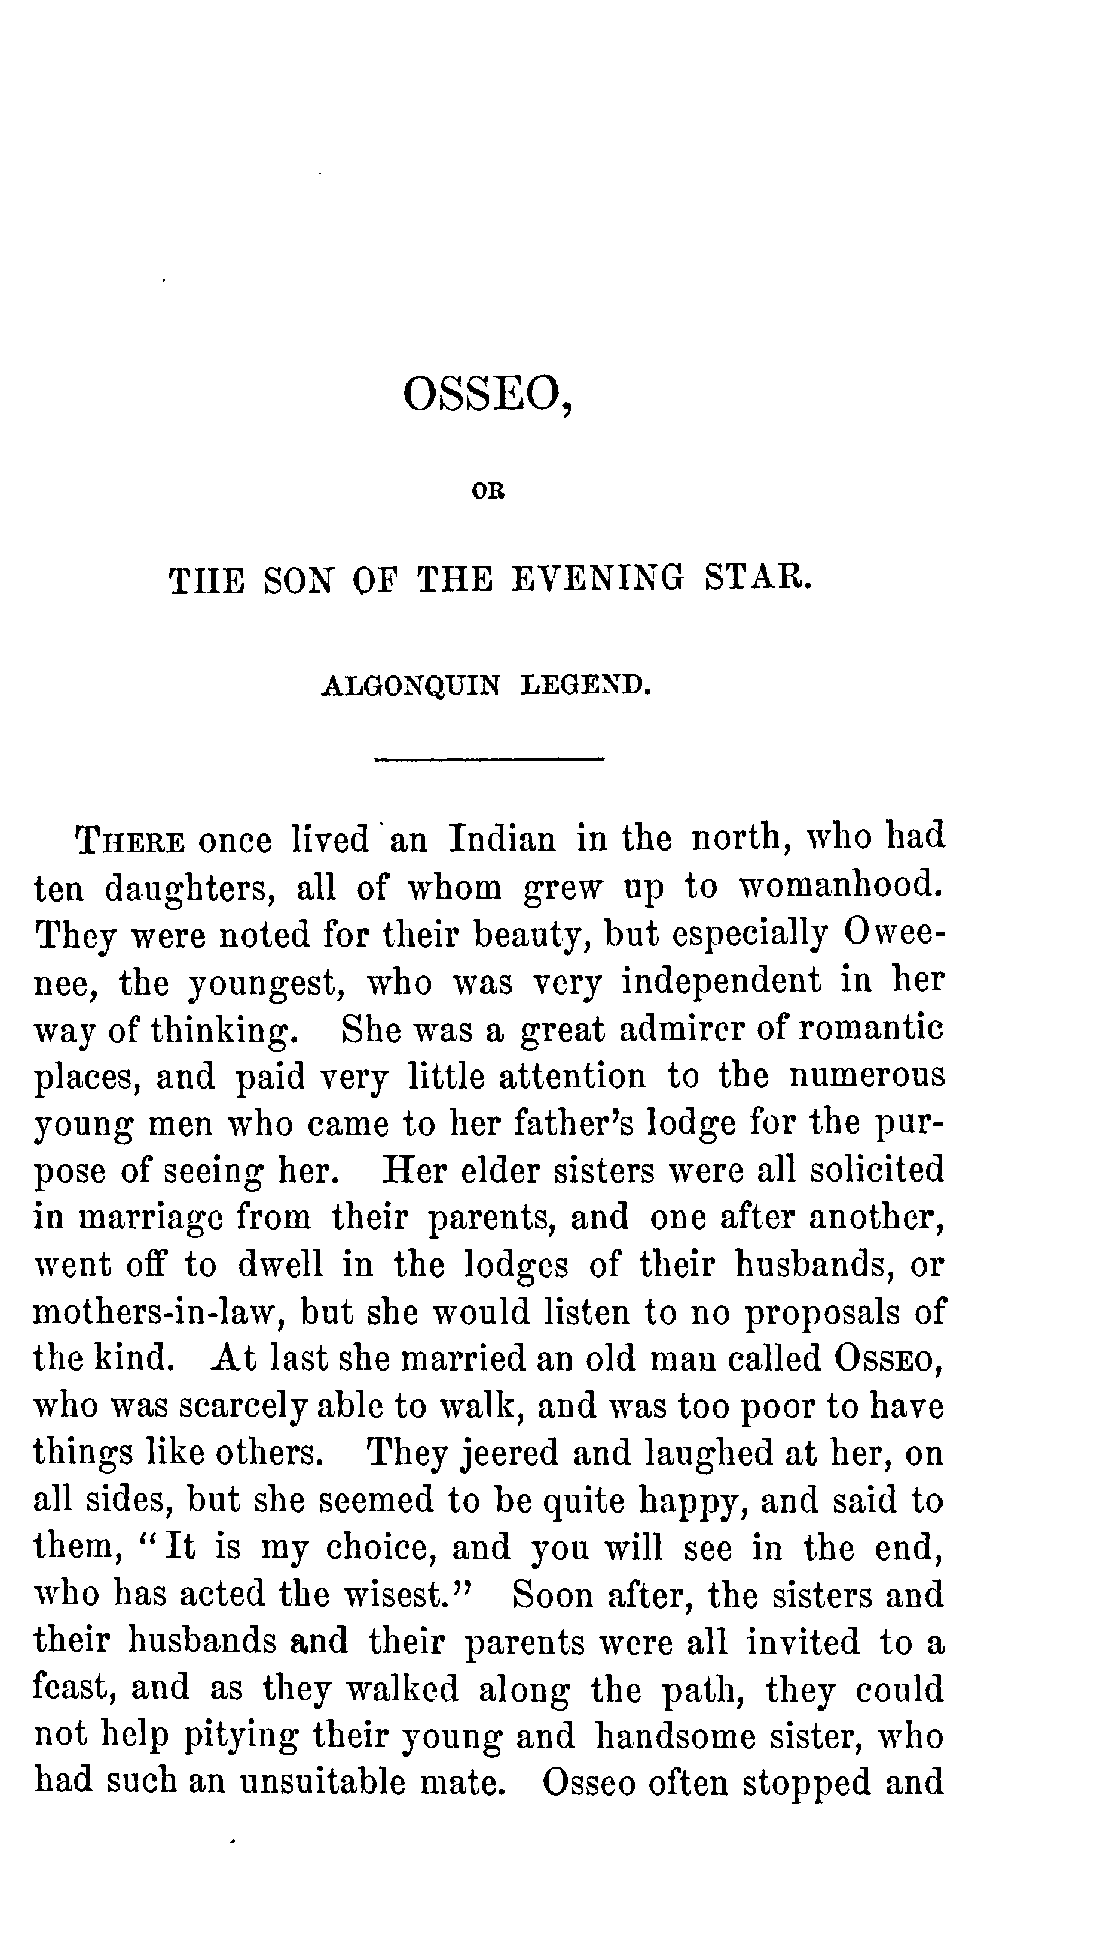 OSSEO,
OR
THE SON OF THE EVENING STAR.
ALGONQUIN LEGEND.
THERE once lived an Indian in the north, who had
ten daughters, all of whom grew up to womanhood.
They were noted for their beauty, but especially Owee-
nee, the youngest, who was very independent in her
way of thinking. She was a great admirer of romantic
places, and paid very little attention to the numerous
young men who came to her father's lodge for the pur-
pose of seeing her. Her elder sisters were all solicited
in marriage from their parents, and one after another,
went off to dwell in the lodges of their husbands, or
mothers-in-law, but she would listen to no proposals of
the kind. At last she married an old man called OSSEO,
who was scarcely able to walk, and was too poor to have
things like others. They jeered and laughed at her, on
all sides, but she seemed to be quite happy, and said to
them, "It is my choice, and you will see in the end,
who has acted the wisest." Soon after, the sisters and
their husbands and their parents were all invited to a
feast, and as they walked along the path, they could
not help pitying their young and handsome sister, who
had such an unsuitable mate. Osseo often stopped and